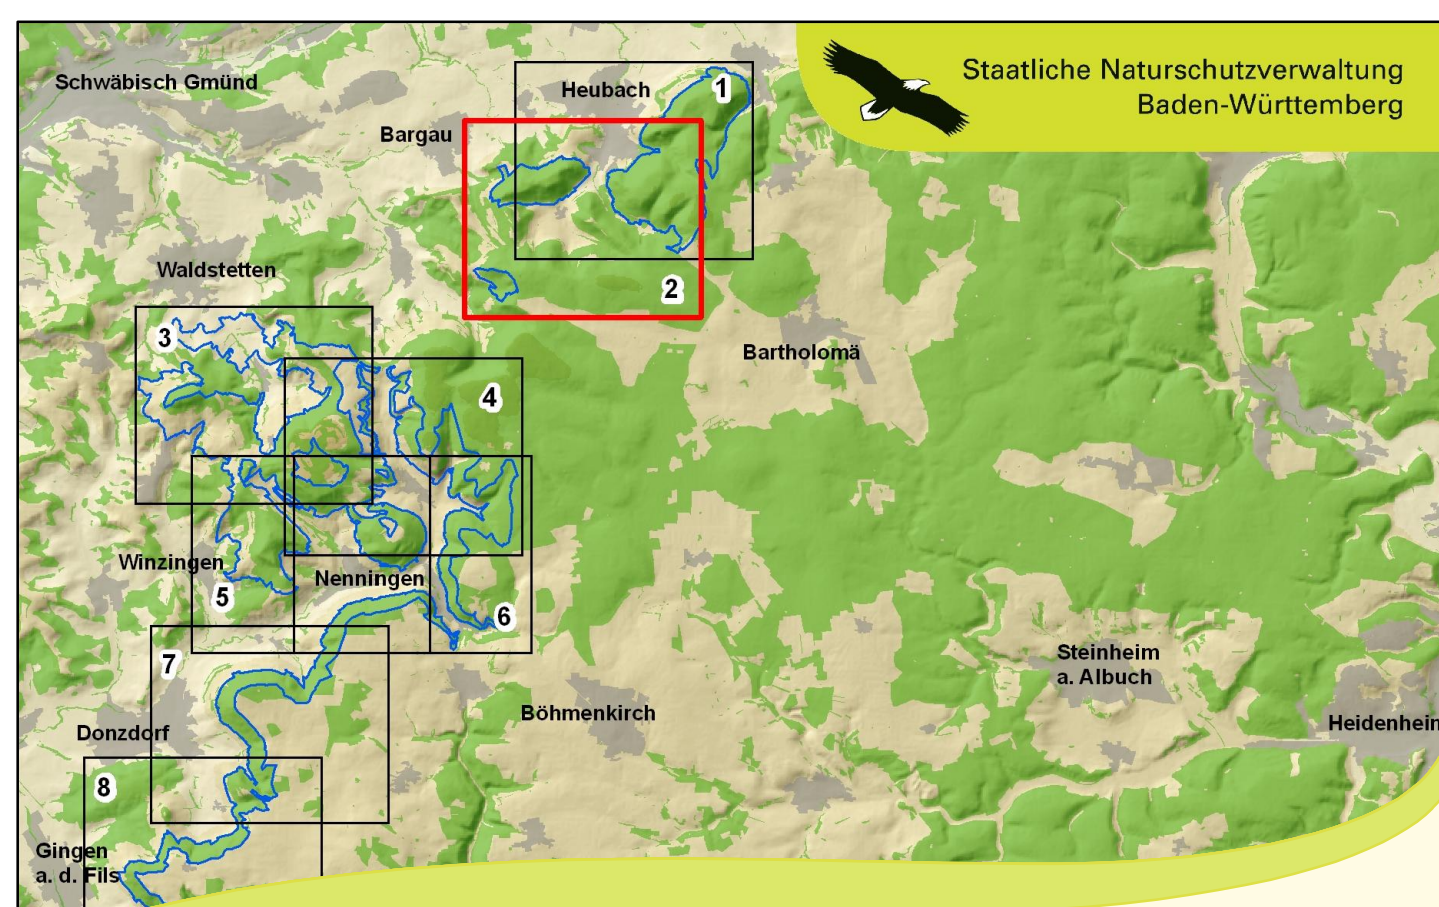 Staatliche Naturschutzverwaltung
Baden-Württemberg
Schwäbisch Gmünd
Heubach
1
Bargau
Waldstetten
2
3
Bartholomä
4
Winzingen
Nenningen
5
6
7
Steinheim
a. Albuch
Böhmenkirch
Heidenheim
Donzdorf
8
Gingen
a. d. Fils